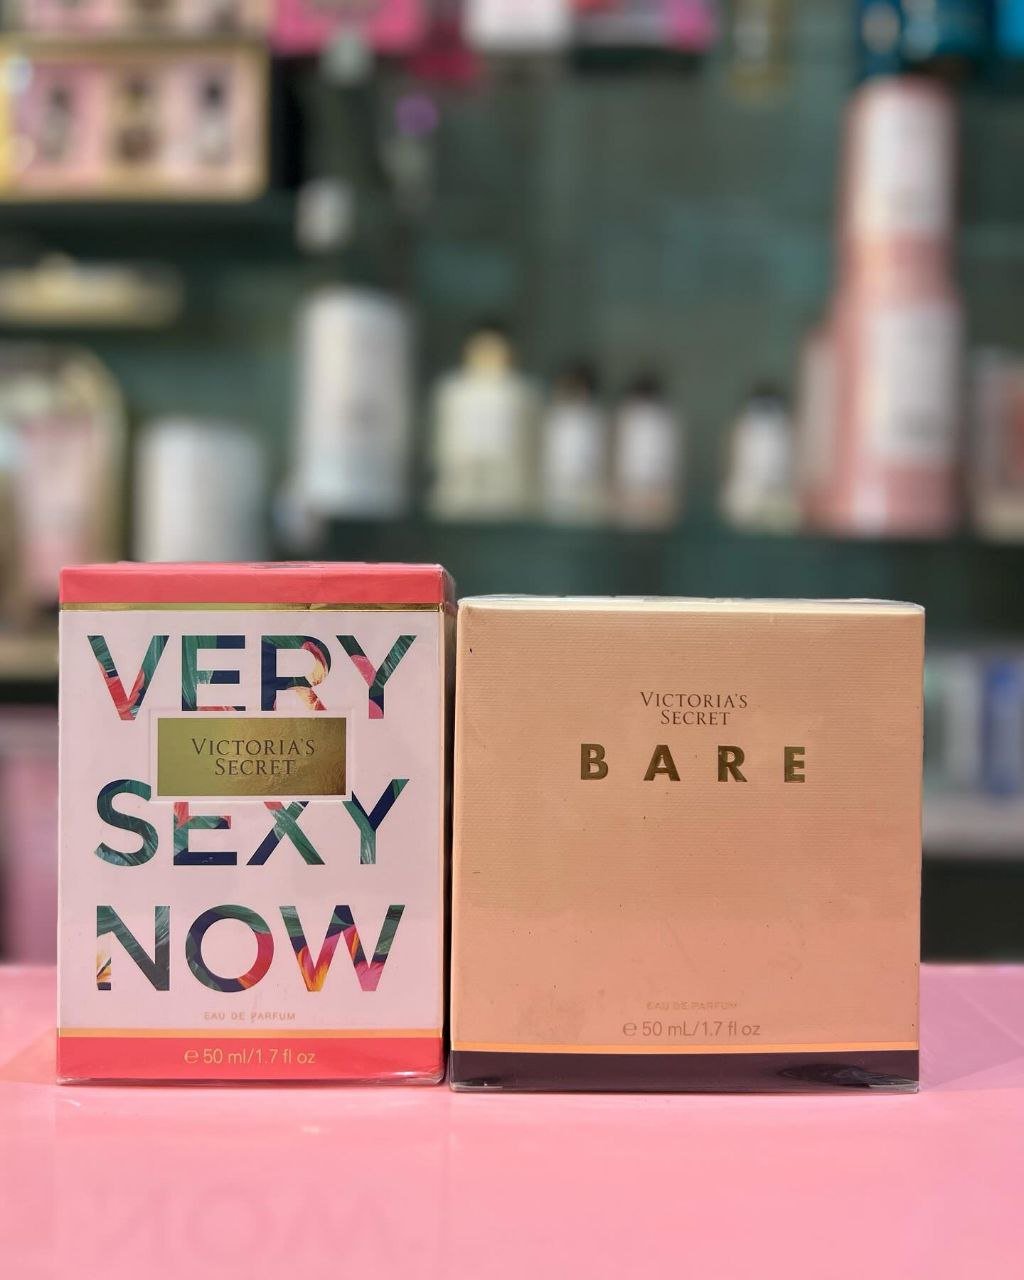 VERY
VICTORIA'S
SECRET
SEXY
NOW
EAU DE PARFUM
℮ 50 ml/1.7 fl oz
VICTORIA'S
SECRET
BARE
EAU DE PARFUM
℮ 50 mL/1.7 fl oz